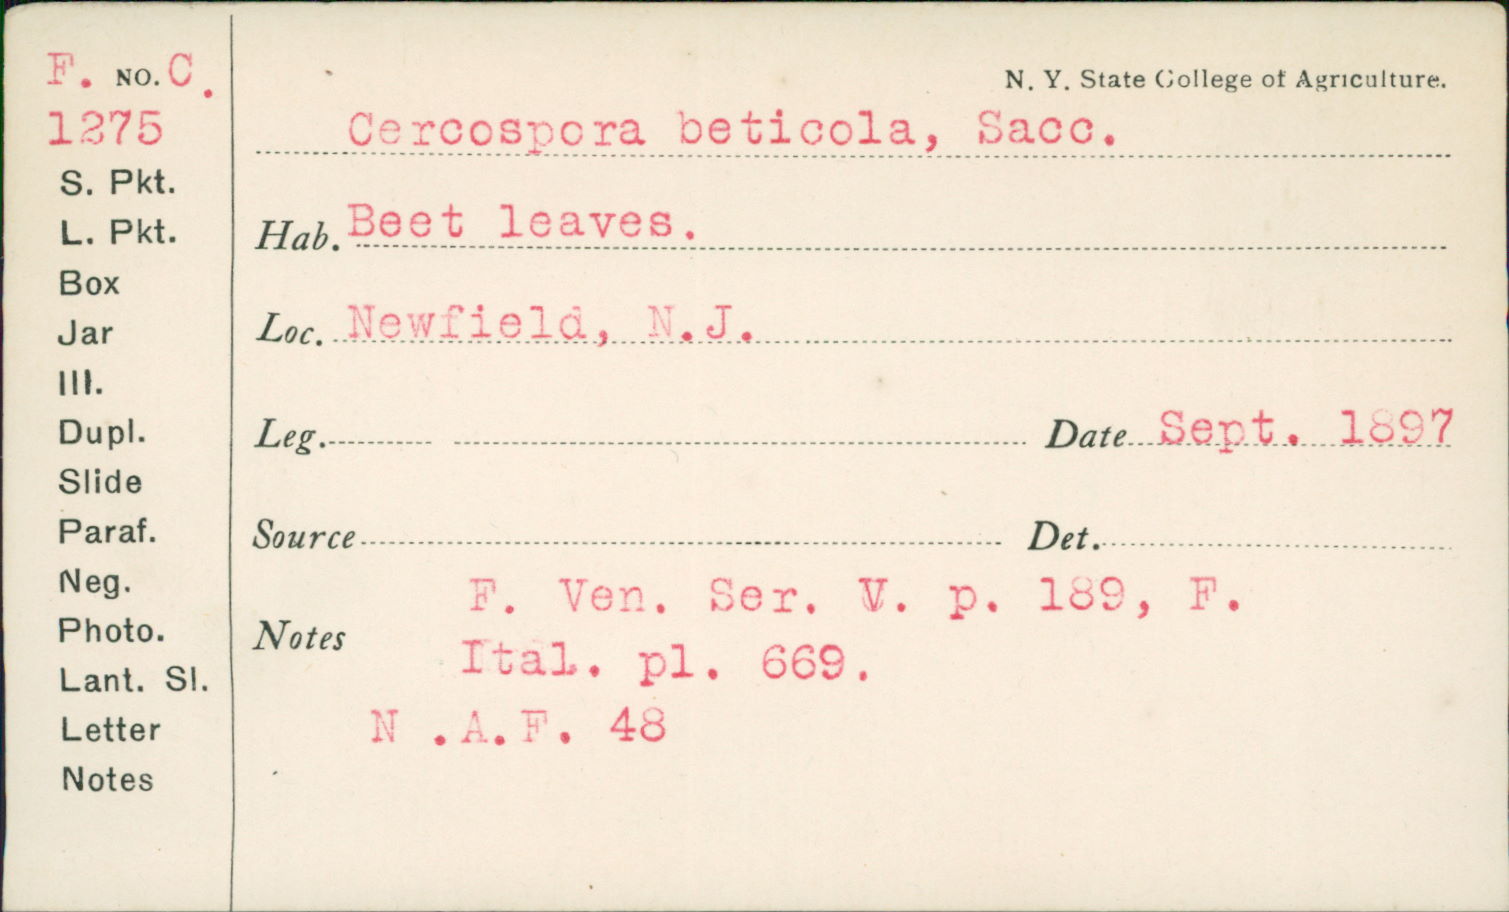 F. NO. C.
1275
S. Pkt.
L. Pkt.
Box
Jar
Ill.
Dupl.
Slide
Paraf.
Neg.
Photo.
Lant. Sl.
Letter
Notes
N. Y. State College of Agriculture.
Cercospora beticola, Sacc.
Hab. Beet leaves.
Loc. Newfield, N.J.
Leg. Date Sept. 1897
Source Det.
Notes F. Ven. Ser. V. p. 189, F.
Ital. pl. 669.
N .A.F. 48